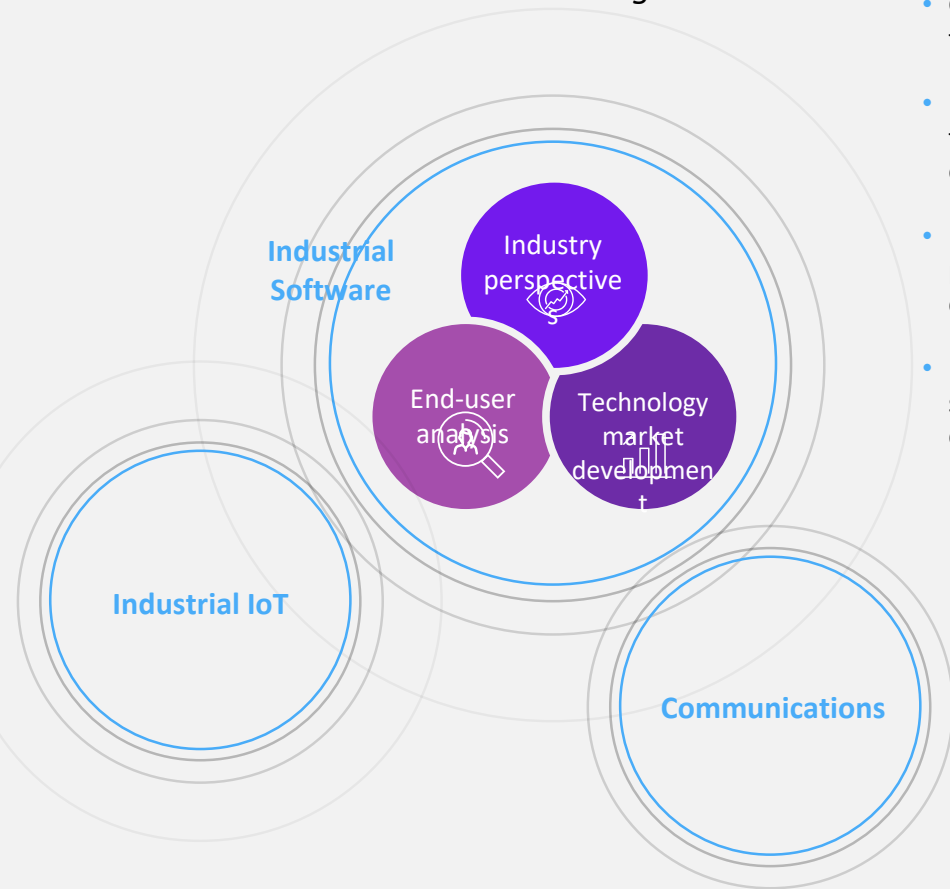 Industrial
Software
Industry
perspective
s
End-user
analysis
Technology
market
developmen
t
Industrial IoT
Communications